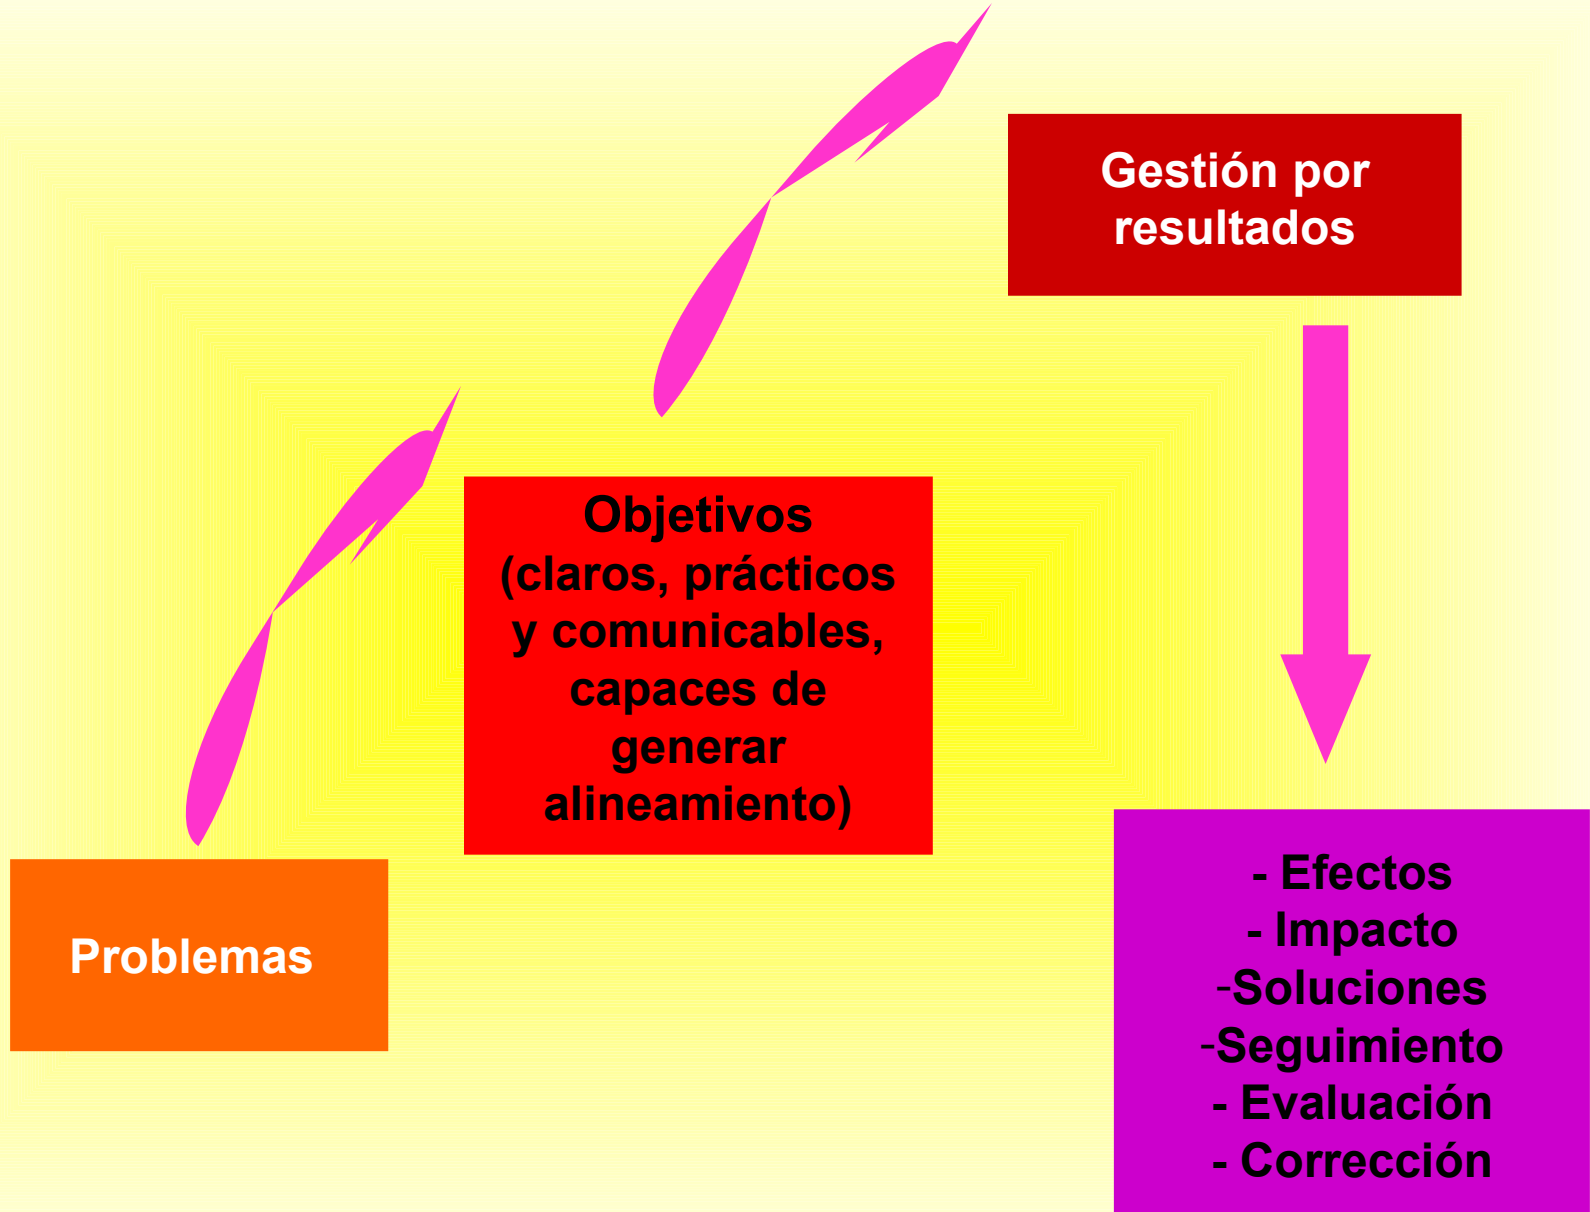 Gestión por
resultados
Objetivos
(claros, prácticos
y comunicables,
capaces de
generar
alineamiento)
Problemas
- Efectos
- Impacto
-Soluciones
-Seguimiento
- Evaluación
- Corrección